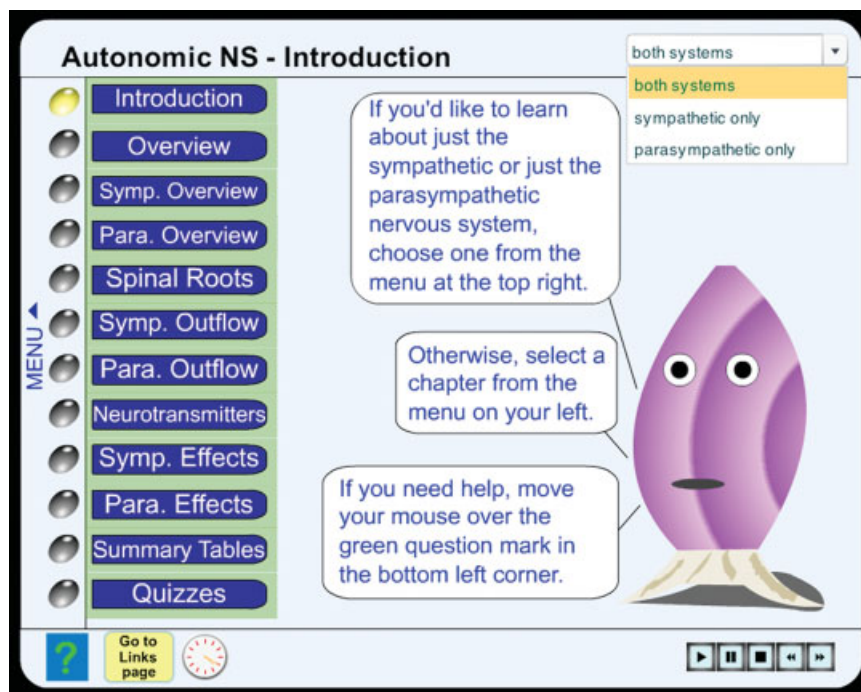 Autonomic NS - Introduction
both systems
both systems
sympathetic only
parasympathetic only
MENU
Introduction
Overview
Symp. Overview
Para. Overview
Spinal Roots
Symp. Outflow
Para. Outflow
Neurotransmitters
Symp. Effects
Para. Effects
Summary Tables
Quizzes
If you'd like to learn
about just the
sympathetic or just the
parasympathetic
nervous system,
choose one from the
menu at the top right.
Otherwise, select a
chapter from the
menu on your left.
If you need help, move
your mouse over the
green question mark in
the bottom left corner.
?
Go to
Links
page